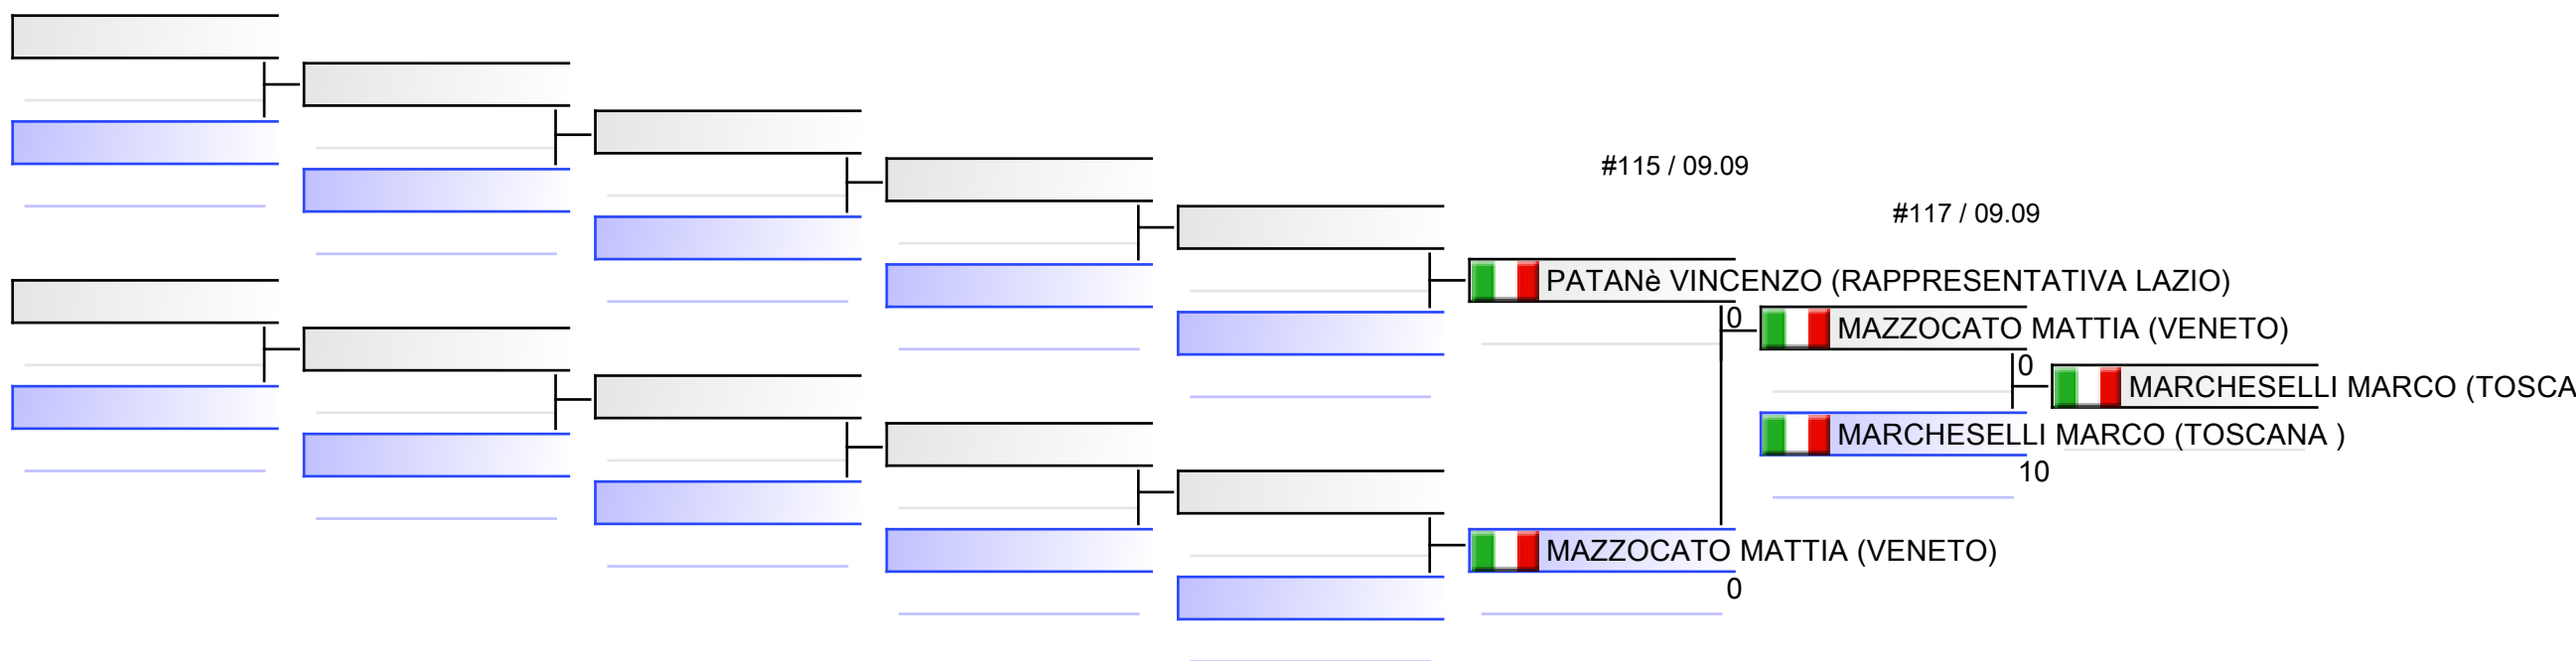 #115 / 09.09
#117 / 09.09
PATANè VINCENZO (RAPPRESENTATIVA LAZIO)
0
MAZZOCATO MATTIA (VENETO)
0
MARCHESELLI MARCO (TOSCA
MARCHESELLI MARCO (TOSCANA )
10
MAZZOCATO MATTIA (VENETO)
0